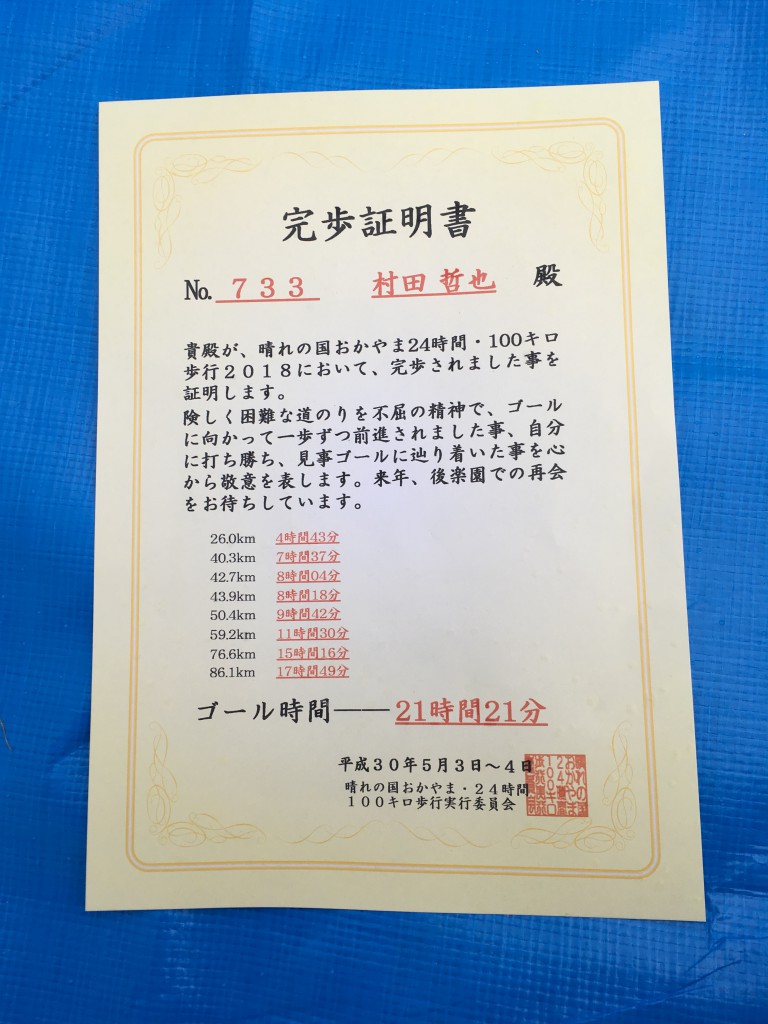 完歩証明書
No. 733 村田 哲也 殿
貴殿が、晴れの国おかやま24時間・100キロ
歩行2018において、完歩されました事を
証明します。
険しく困難な道のりを不屈の精神で、ゴール
に向かって一歩ずつ前進されました事、自分
に打ち勝ち、見事ゴールに辿り着いた事を心
から敬意を表します。来年、後楽園での再会
をお待ちしています。
26.0km 4時間43分
40.3km 7時間37分
42.7km 8時間04分
43.9km 8時間18分
50.4km 9時間42分
59.2km 11時間30分
76.6km 15時間16分
86.1km 17時間49分
ゴール時間――21時間21分
平成30年5月3日～4日
晴れの国おかやま・24時間
100キロ歩行実行委員会